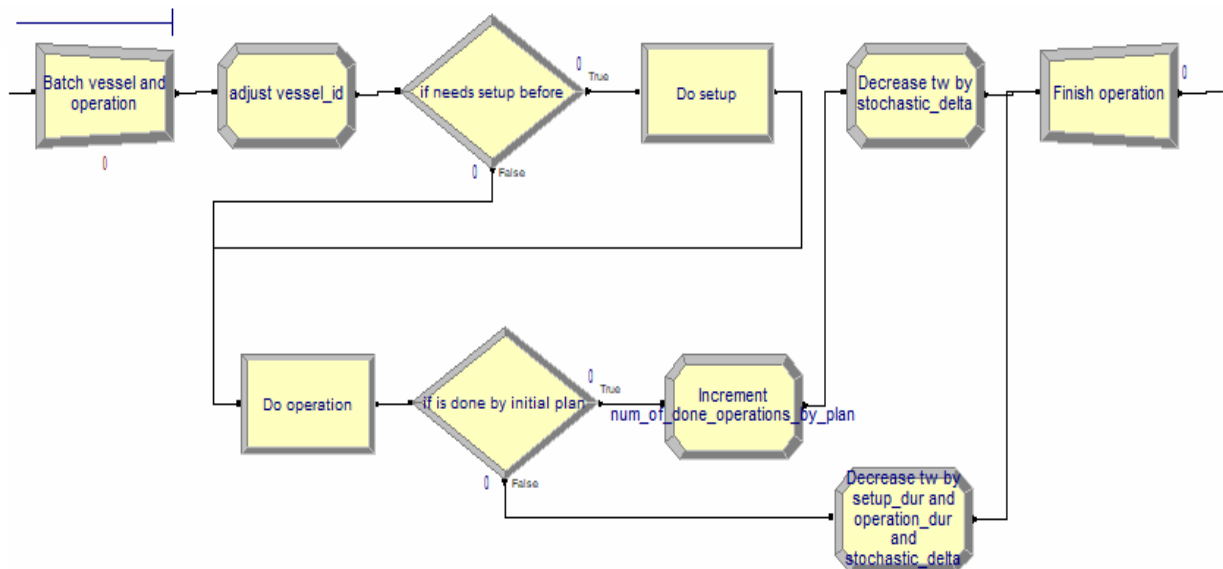 Batch vessel and
operation
0
adjust vessel_id
if needs setup before
0
True
0
False
Do setup
Decrease tw by
stochastic_delta
Finish operation
0
Do operation
if is done by initial plan
0
True
0
False
Increment
num_of_done_operations_by_plan
Decrease tw by
setup_dur and
operation_dur
and
stochastic_delta